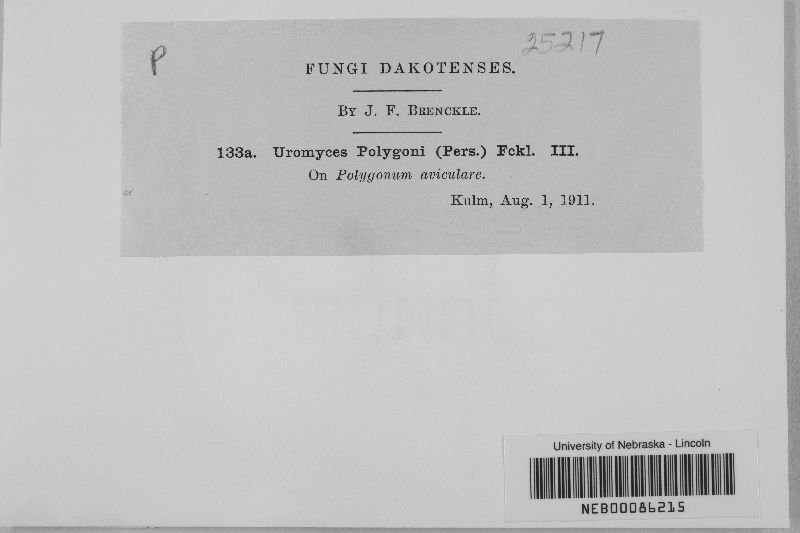 P
25217
FUNGI DAKOTENSES.
By J. F. Brenckle.
133a. Uromyces Polygoni (Pers.) Fckl. III.
On Polygonum aviculare.
Kulm, Aug. 1, 1911.
University of Nebraska - Lincoln
NEB00086215